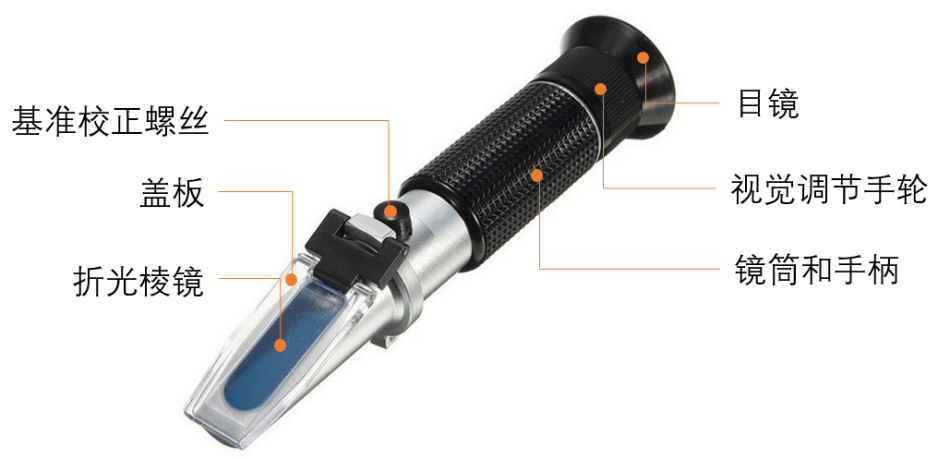 基准校正螺丝
盖板
折光棱镜
目镜
视觉调节手轮
镜筒和手柄